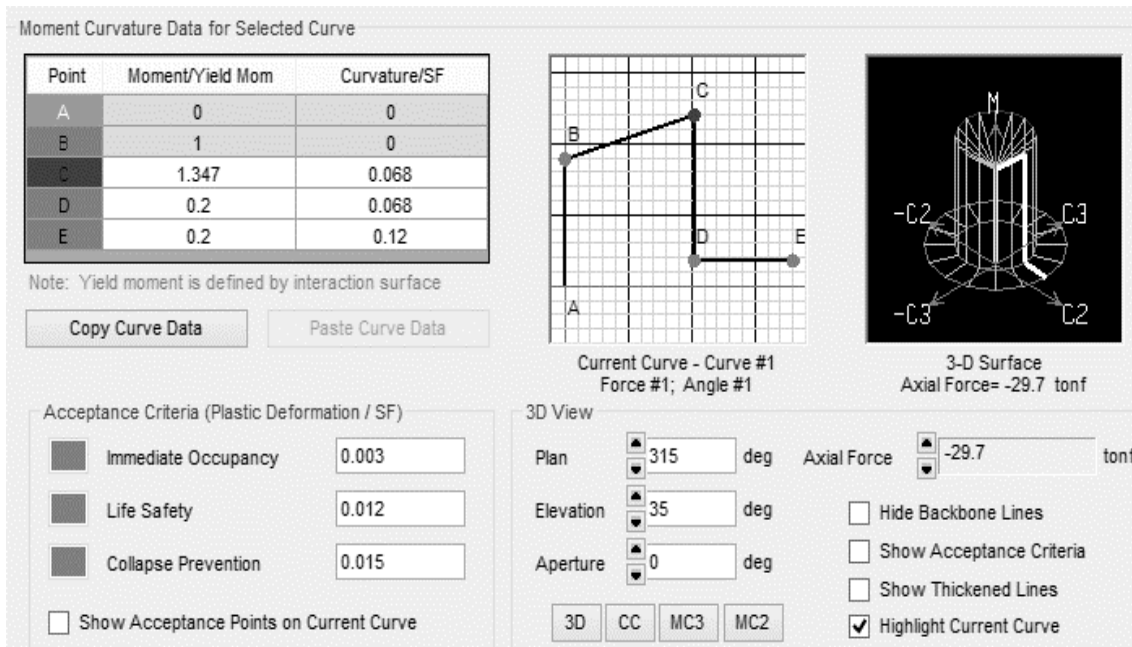 Moment Curvature Data for Selected Curve
Point Moment/Yield Mom Curvature/SF
A 0 0
B 1 0
C 1.347 0.068
D 0.2 0.068
E 0.2 0.12
Note: Yield moment is defined by interaction surface
Copy Curve Data Paste Curve Data
A
B
C
D
E
Current Curve - Curve #1
Force #1; Angle #1
M
-C2 C3
-C3 C2
3-D Surface
Axial Force= -29.7 tonf
Acceptance Criteria (Plastic Deformation / SF)
Immediate Occupancy 0.003
Life Safety 0.012
Collapse Prevention 0.015
Show Acceptance Points on Current Curve
3D View
Plan 315 deg
Elevation 35 deg
Aperture 0 deg
3D CC MC3 MC2
Axial Force -29.7 tonf
Hide Backbone Lines
Show Acceptance Criteria
Show Thickened Lines
Highlight Current Curve